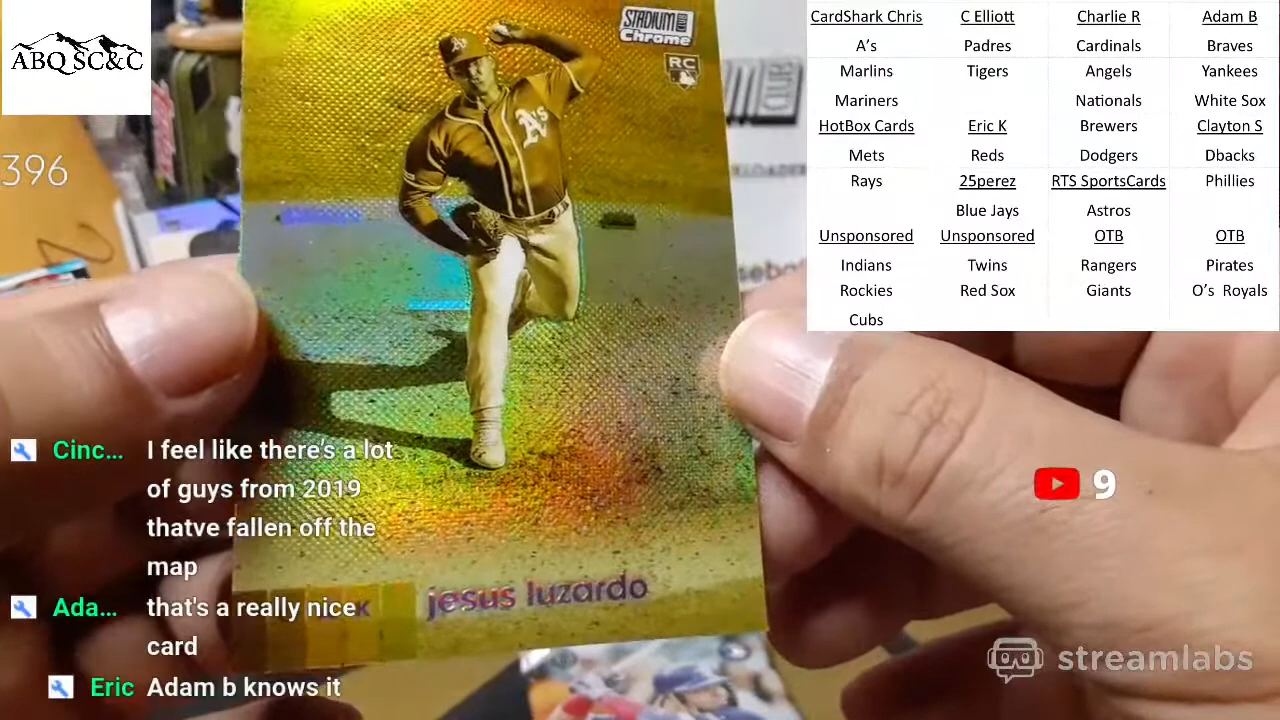 ABQ SC&C
396
STADIUM CLUB
Chrome
RC
A's
A's
CLUB
jesus luzardo
CardShark Chris C Elliott Charlie R Adam B
A's Padres Cardinals Braves
Marlins Tigers Angels Yankees
Mariners Nationals White Sox
HotBox Cards Eric K Brewers Clayton S
Mets Reds Dodgers Dbacks
Rays 25perez RTS SportsCards Phillies
Blue Jays Astros
Unsponsored Unsponsored OTB OTB
Indians Twins Rangers Pirates
Rockies Red Sox Giants O's Royals
Cubs
Cinc... I feel like there's a lot
of guys from 2019
thatve fallen off the
map
Ada... that's a really nice
card
Eric Adam b knows it
9
streamlabs